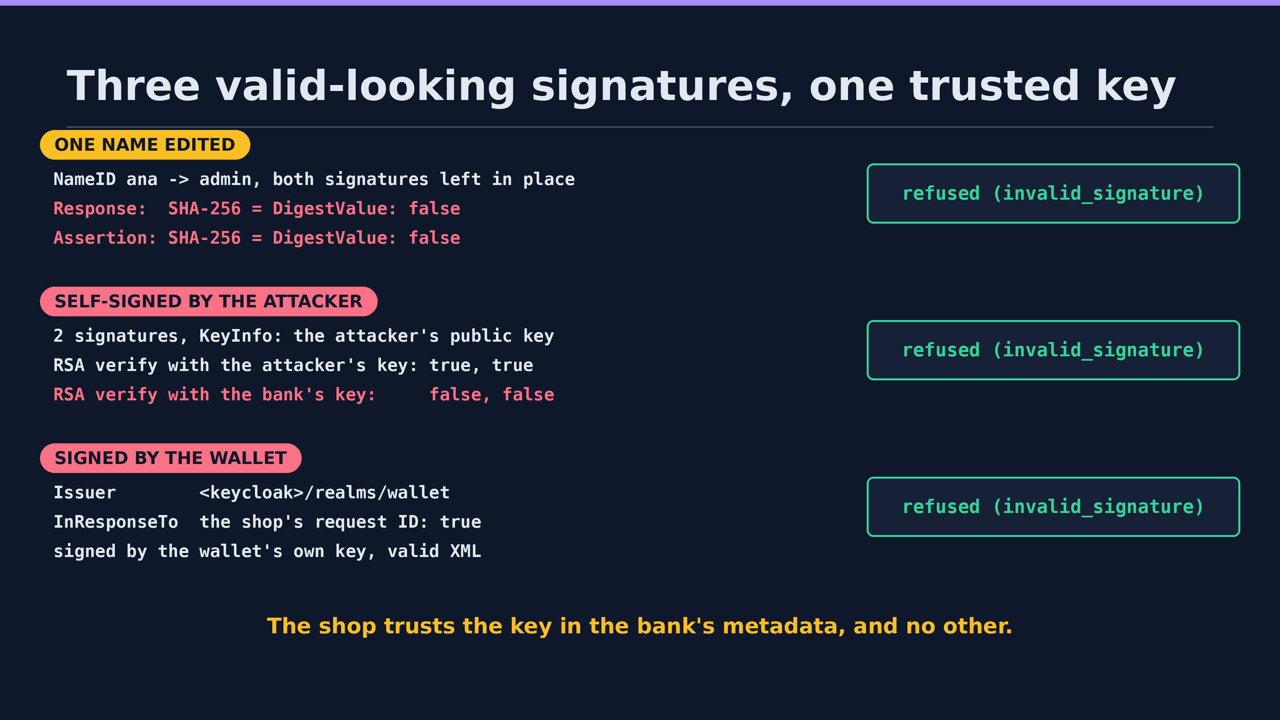 Three valid-looking signatures, one trusted key
ONE NAME EDITED
NameID ana -> admin, both signatures left in place
Response:  SHA-256 = DigestValue: false
Assertion: SHA-256 = DigestValue: false
refused (invalid_signature)
SELF-SIGNED BY THE ATTACKER
2 signatures, KeyInfo: the attacker's public key
RSA verify with the attacker's key: true, true
RSA verify with the bank's key:     false, false
refused (invalid_signature)
SIGNED BY THE WALLET
Issuer        <keycloak>/realms/wallet
InResponseTo  the shop's request ID: true
signed by the wallet's own key, valid XML
refused (invalid_signature)
The shop trusts the key in the bank's metadata, and no other.